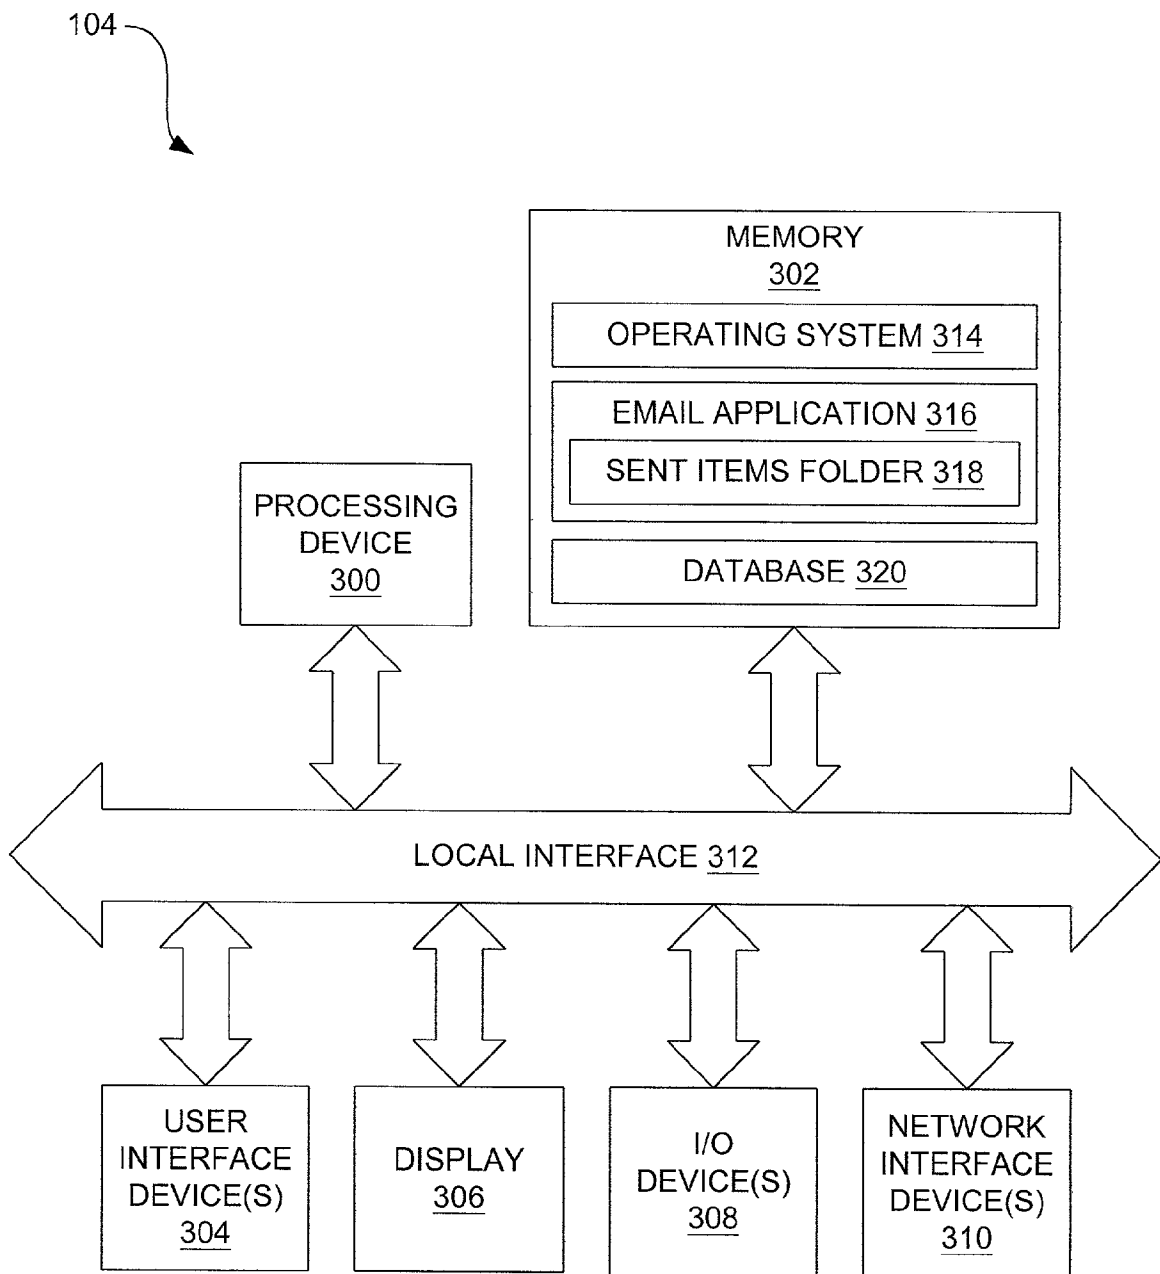 104
MEMORY
302
OPERATING SYSTEM 314
EMAIL APPLICATION 316
SENT ITEMS FOLDER 318
DATABASE 320
PROCESSING
DEVICE
300
LOCAL INTERFACE 312
USER
INTERFACE
DEVICE(S)
304
DISPLAY
306
I/O
DEVICE(S)
308
NETWORK
INTERFACE
DEVICE(S)
310